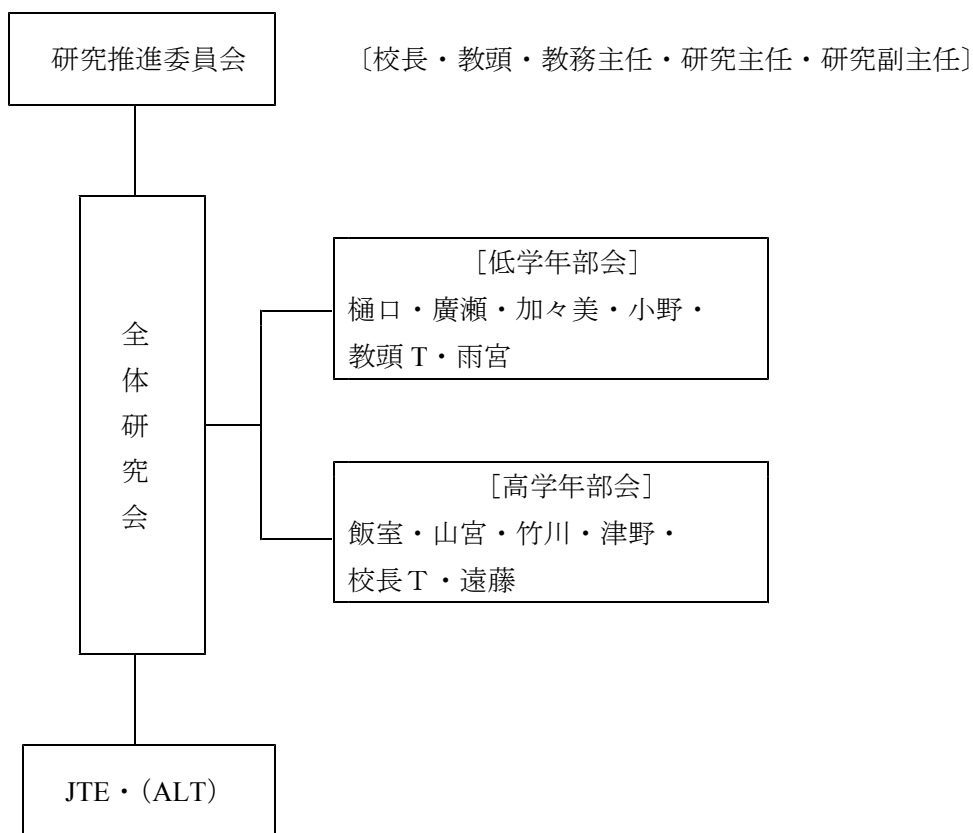 研究推進委員会
〔校長・教頭・教務主任・研究主任・研究副主任〕
全体研究会
［低学年部会］
樋口・廣瀬・加々美・小野・
教頭 T・雨宮
［高学年部会］
飯室・山宮・竹川・津野・
校長Ｔ・遠藤
JTE・（ALT）